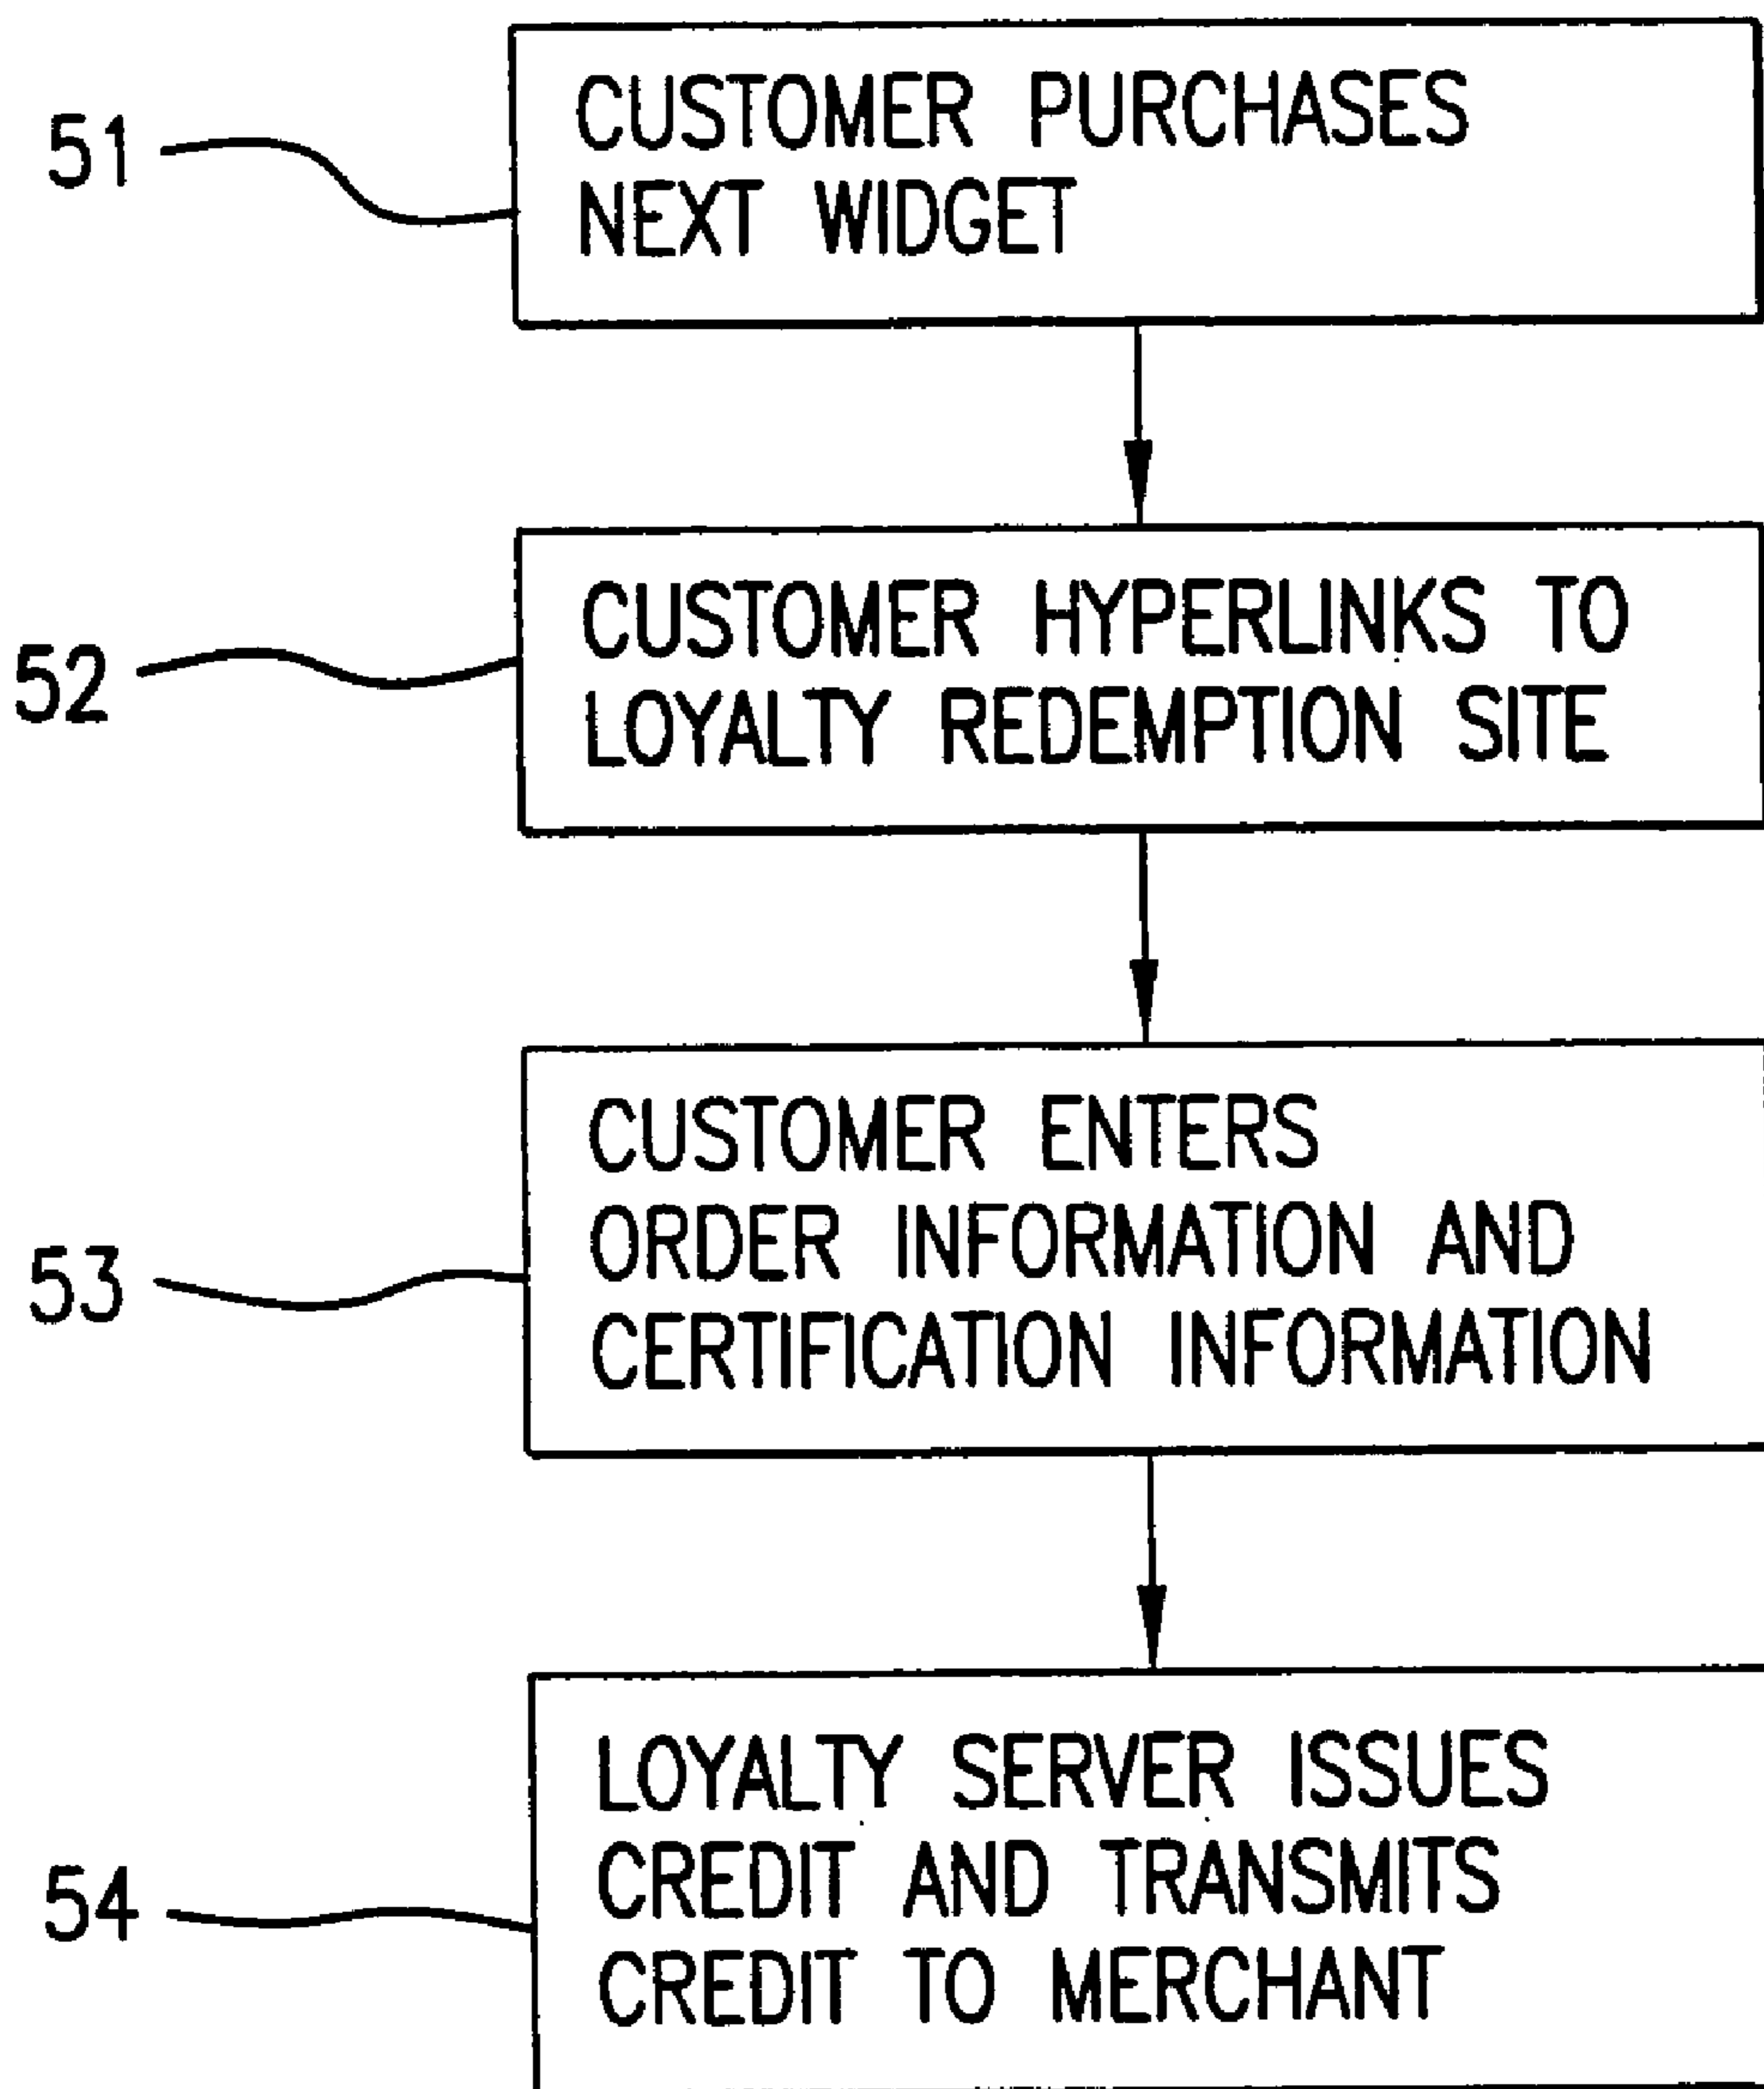 51
CUSTOMER PURCHASES
NEXT WIDGET
52
CUSTOMER HYPERLINKS TO
LOYALTY REDEMPTION SITE
53
CUSTOMER ENTERS
ORDER INFORMATION AND
CERTIFICATION INFORMATION
54
LOYALTY SERVER ISSUES
CREDIT AND TRANSMITS
CREDIT TO MERCHANT